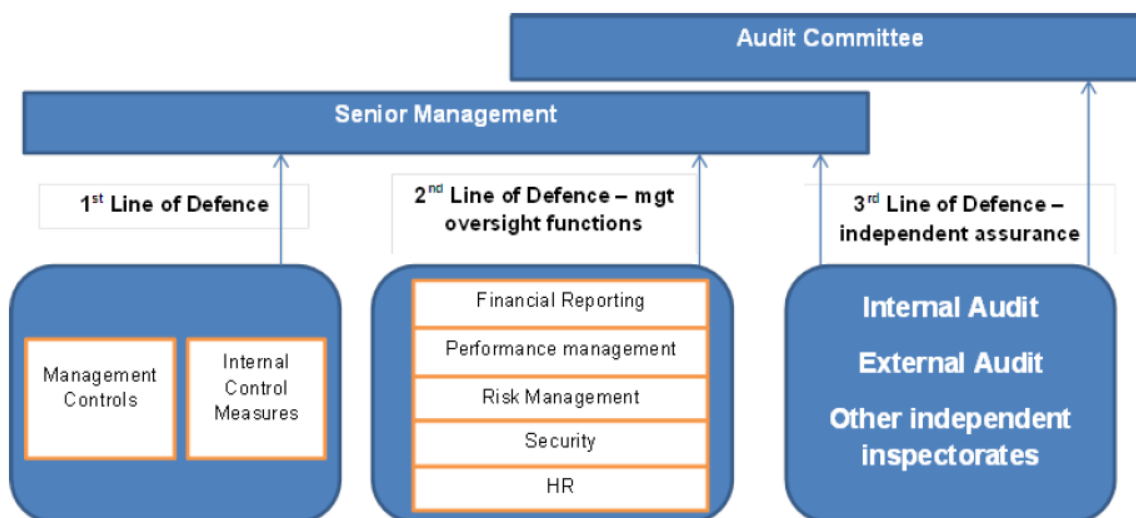 Audit Committee
Senior Management
1st Line of Defence
2nd Line of Defence – mgt
oversight functions
3rd Line of Defence –
independent assurance
Management
Controls
Internal
Control
Measures
Financial Reporting
Performance management
Risk Management
Security
HR
Internal Audit
External Audit
Other independent
inspectorates